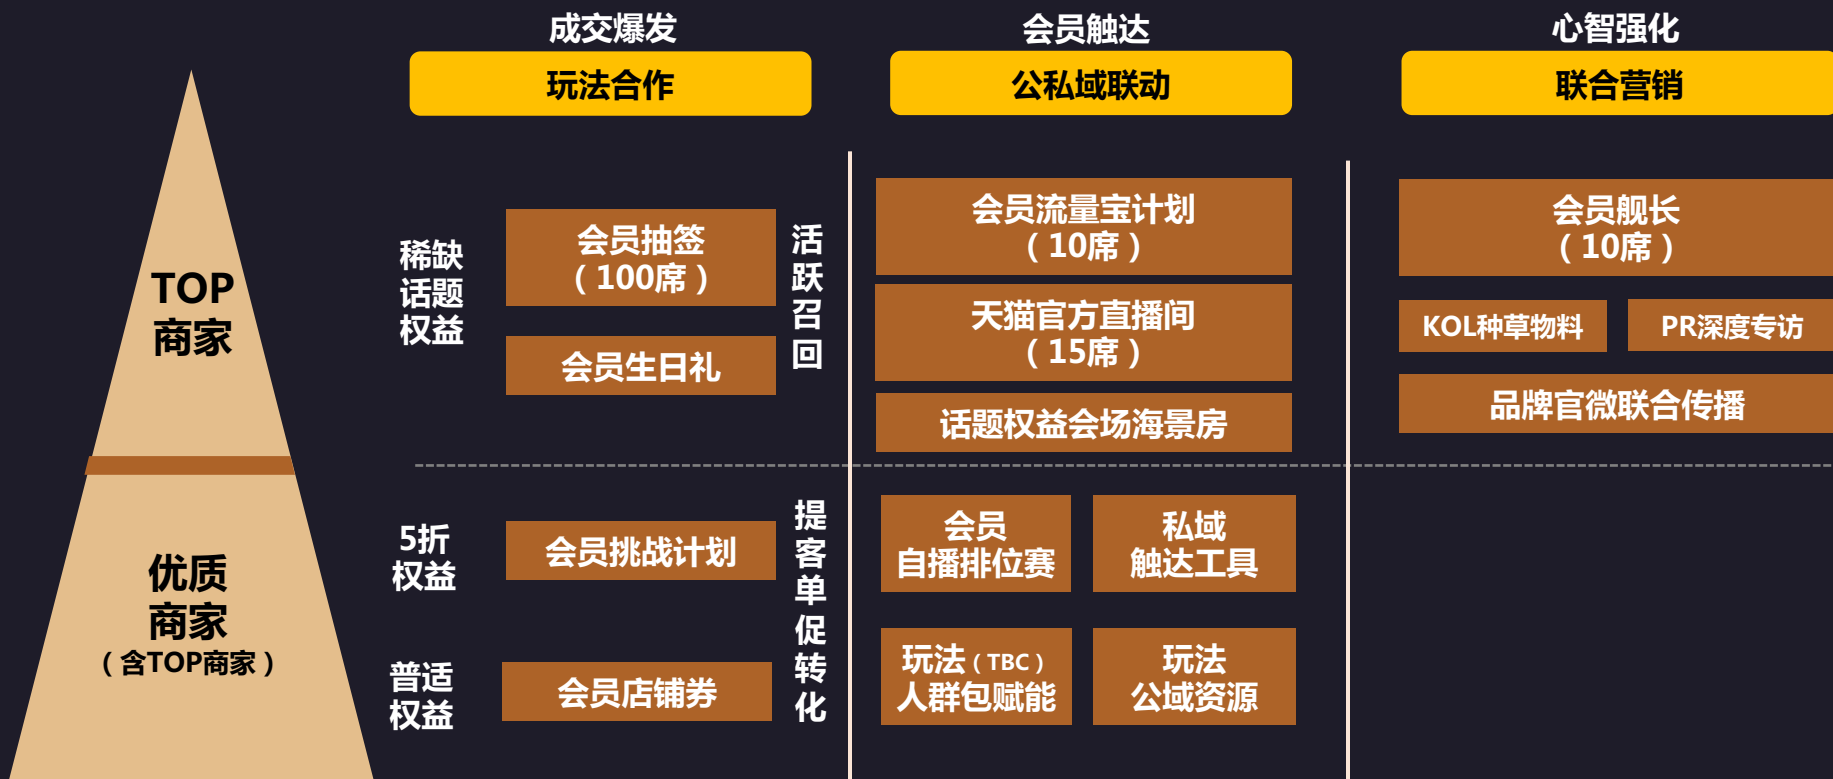 成交爆发
玩法合作
会员触达
公私域联动
心智强化
联合营销
TOP
商家
稀缺
话题
权益
会员抽签
（100席）
会员生日礼
活
跃
召
回
会员流量宝计划
（10席）
天猫官方直播间
（15席）
话题权益会场海景房
会员舰长
（10席）
KOL种草物料
PR深度专访
品牌官微联合传播
优质
商家
（含TOP商家）
5折
权益
会员挑战计划
普适
权益
会员店铺券
提
客
单
促
转
化
会员
自播排位赛
私域
触达工具
玩法（TBC）
人群包赋能
玩法
公域资源